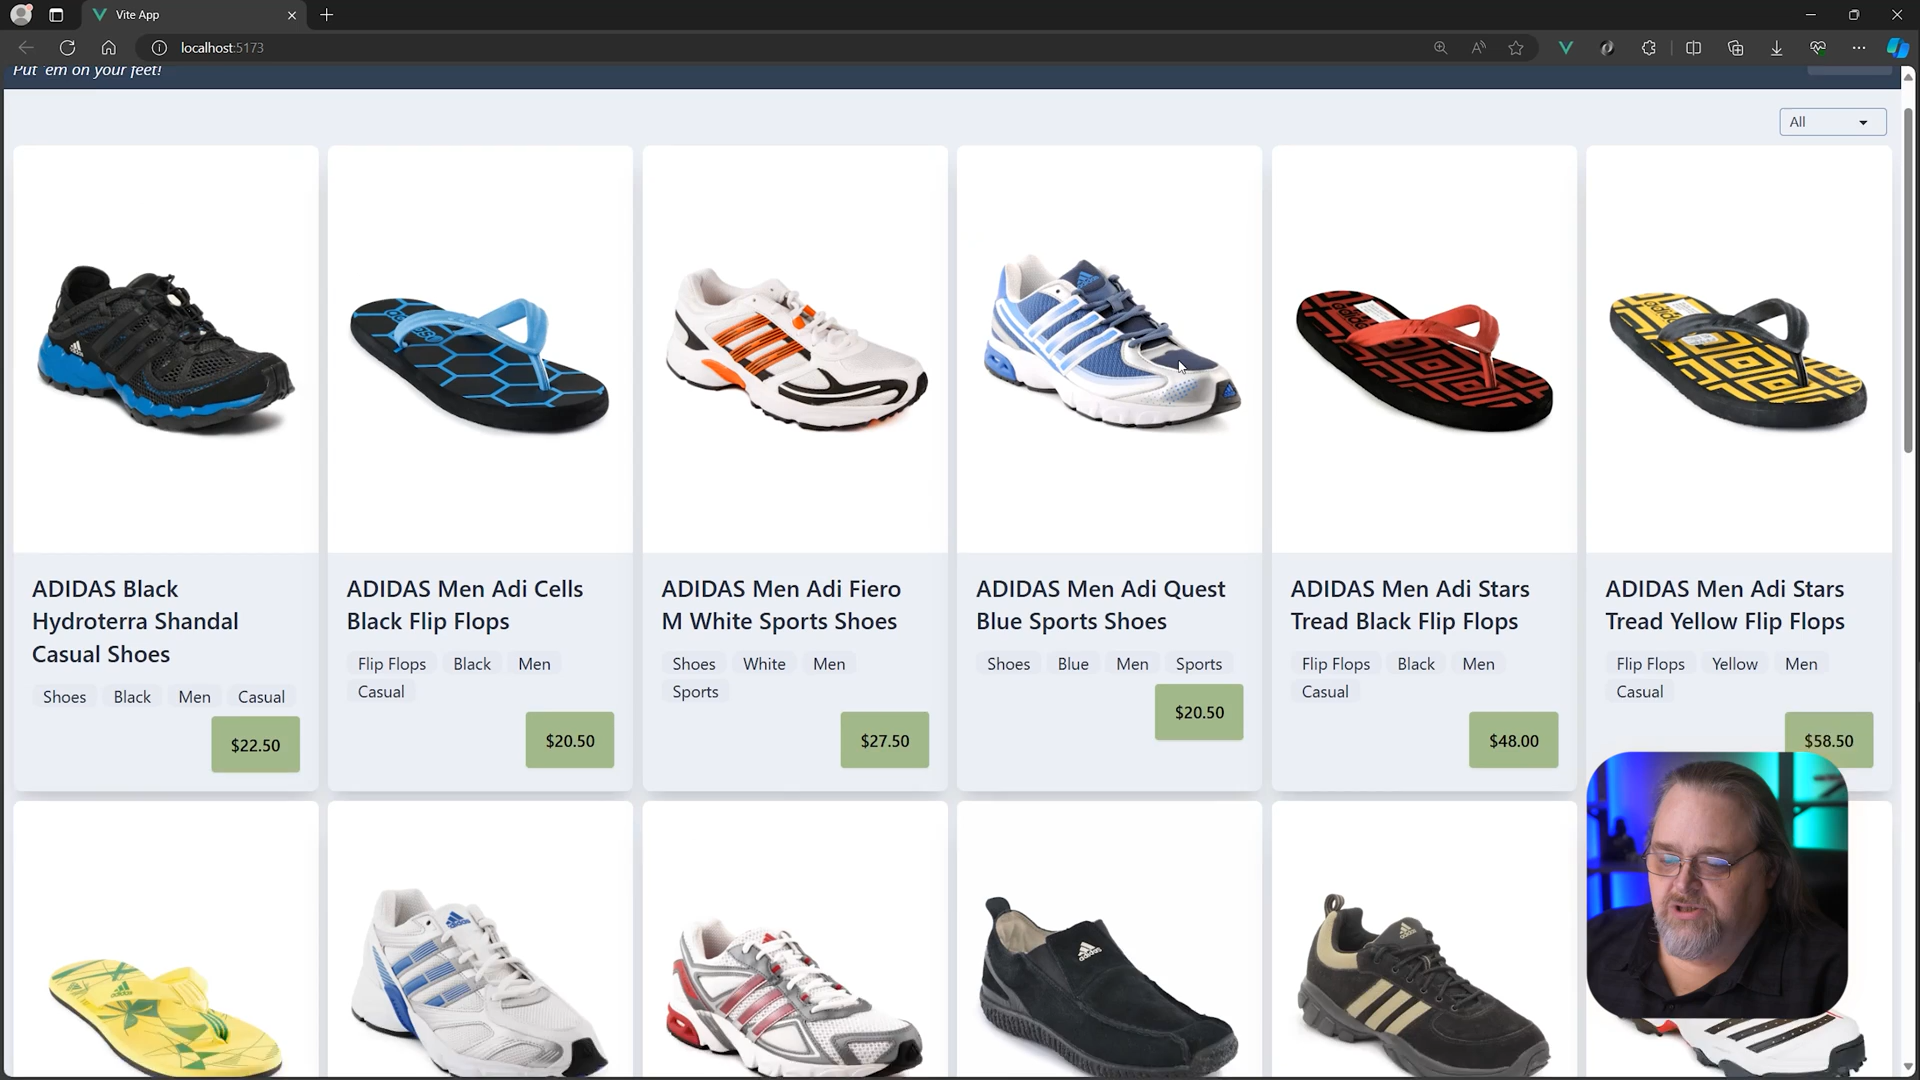 Vite App
localhost:5173
Put 'em on your feet!
All
ADIDAS Black
Hydroterra Shandal
Casual Shoes
Shoes Black Men Casual
$22.50
ADIDAS Men Adi Cells
Black Flip Flops
Flip Flops Black Men
Casual
$20.50
ADIDAS Men Adi Fiero
M White Sports Shoes
Shoes White Men
Sports
$27.50
ADIDAS Men Adi Quest
Blue Sports Shoes
Shoes Blue Men Sports
$20.50
ADIDAS Men Adi Stars
Tread Black Flip Flops
Flip Flops Black Men
Casual
$48.00
ADIDAS Men Adi Stars
Tread Yellow Flip Flops
Flip Flops Yellow Men
Casual
$58.50